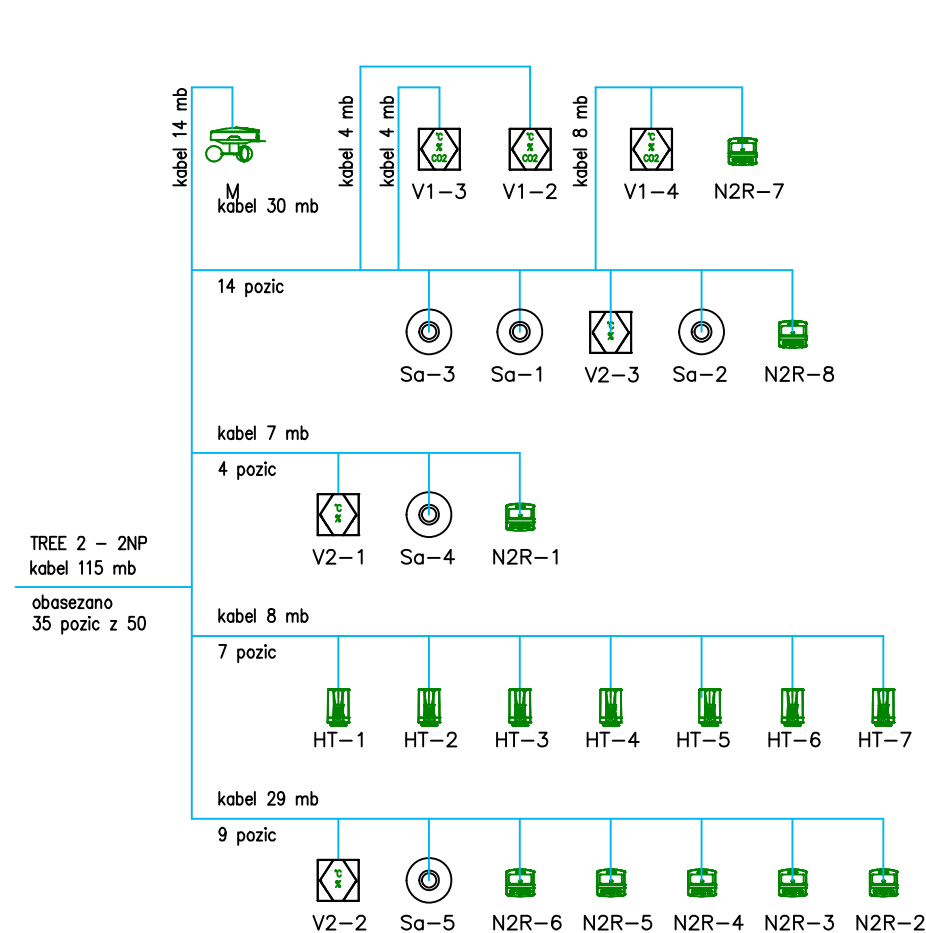 kabel 14 mb
kabel 4 mb
kabel 4 mb
kabel 8 mb
°C
%
CO2
°C
%
CO2
°C
%
CO2
M
V1-3
V1-2
V1-4
N2R-7
kabel 30 mb
14 pozic
°C
%
Sa-3
Sa-1
V2-3
Sa-2
N2R-8
kabel 7 mb
4 pozic
°C
%
V2-1
Sa-4
N2R-1
TREE 2 - 2NP
kabel 115 mb
obasezano
35 pozic z 50
kabel 8 mb
7 pozic
HT-1
HT-2
HT-3
HT-4
HT-5
HT-6
HT-7
kabel 29 mb
9 pozic
°C
%
V2-2
Sa-5
N2R-6
N2R-5
N2R-4
N2R-3
N2R-2